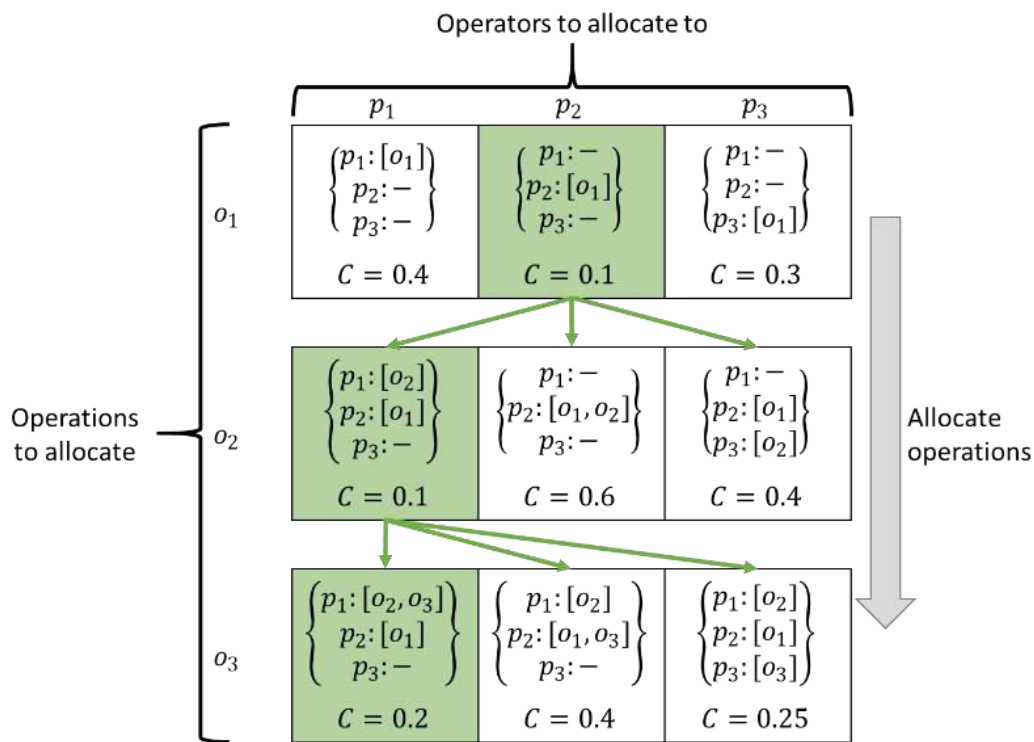 Operators to allocate to
p₁ p₂ p₃
o₁
{p₁: [o₁]
p₂: −
p₃: −}
C = 0.4
{p₁: −
p₂: [o₁]
p₃: −}
C = 0.1
{p₁: −
p₂: −
p₃: [o₁]}
C = 0.3
Operations
to allocate
o₂
{p₁: [o₂]
p₂: [o₁]
p₃: −}
C = 0.1
{p₁: −
p₂: [o₁, o₂]
p₃: −}
C = 0.6
{p₁: −
p₂: [o₁]
p₃: [o₂]}
C = 0.4
Allocate
operations
o₃
{p₁: [o₂, o₃]
p₂: [o₁]
p₃: −}
C = 0.2
{p₁: [o₂]
p₂: [o₁, o₃]
p₃: −}
C = 0.4
{p₁: [o₂]
p₂: [o₁]
p₃: [o₃]}
C = 0.25